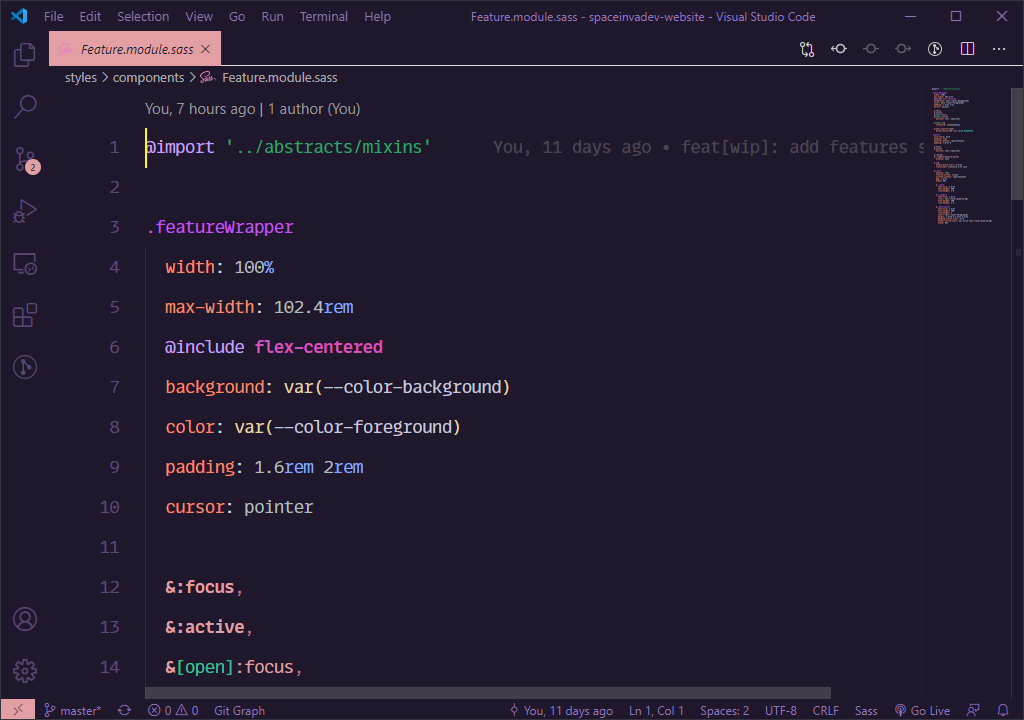 File Edit Selection View Go Run Terminal Help Feature.module.sass - spaceinvadev-website - Visual Studio Code
Feature.module.sass
styles > components > Feature.module.sass
You, 7 hours ago | 1 author (You)
1 @import '../abstracts/mixins' You, 11 days ago • feat[wip]: add features s
2
3 .featureWrapper
4 width: 100%
5 max-width: 102.4rem
6 @include flex-centered
7 background: var(--color-background)
8 color: var(--color-foreground)
9 padding: 1.6rem 2rem
10 cursor: pointer
11
12 &:focus,
13 &:active,
14 &[open]:focus,
2
master* 0 0 Git Graph You, 11 days ago Ln 1, Col 1 Spaces: 2 UTF-8 CRLF Sass Go Live